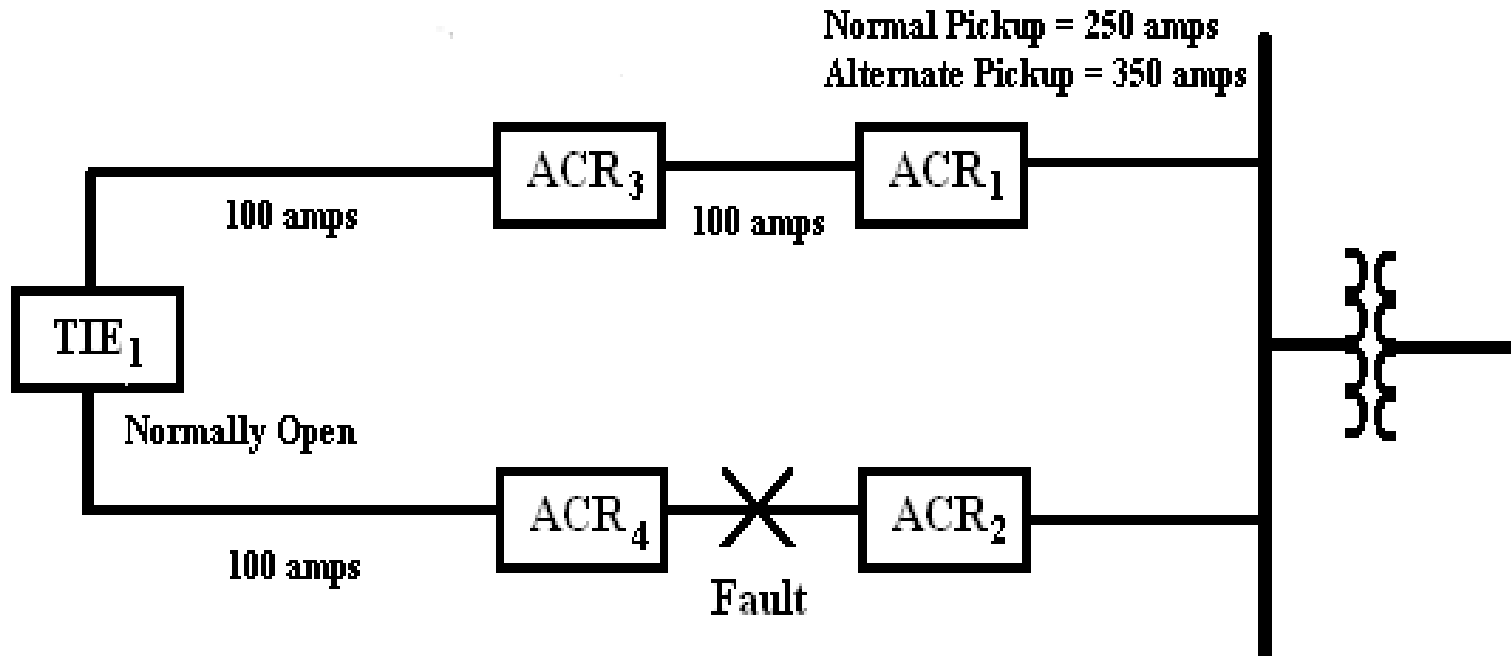 Normal Pickup = 250 amps
Alternate Pickup = 350 amps
ACR3
ACR1
100 amps
100 amps
TIE1
Normally Open
ACR4
ACR2
100 amps
Fault